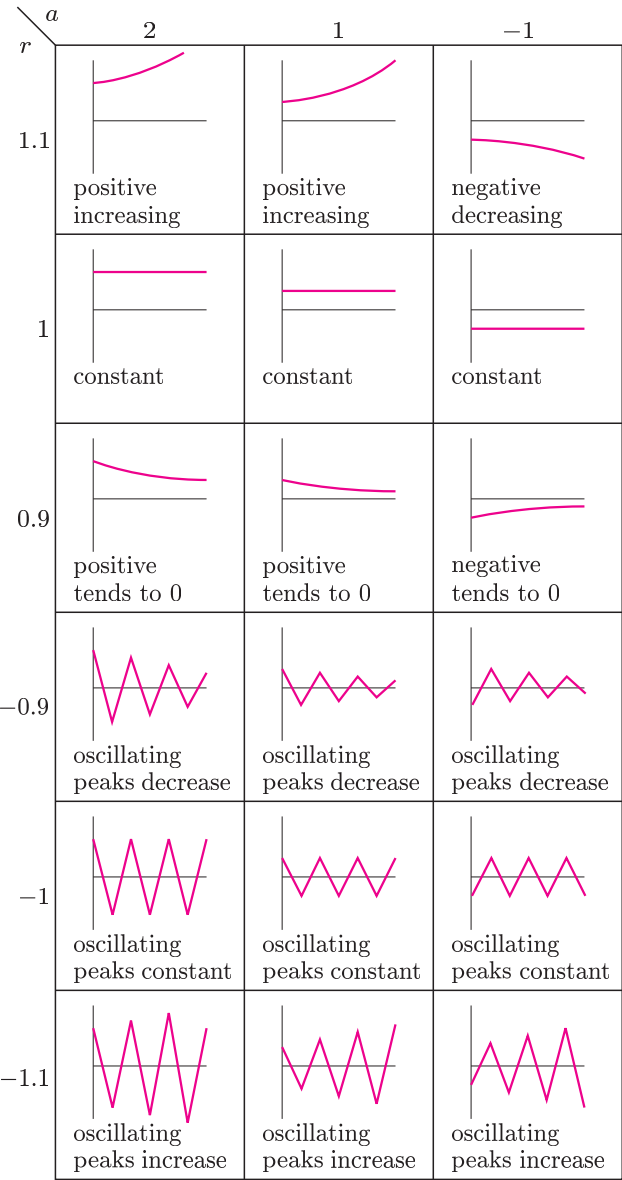 a
r
2 1 −1
1.1
positive increasing
positive increasing
negative decreasing
1
constant
constant
constant
0.9
positive tends to 0
positive tends to 0
negative tends to 0
−0.9
oscillating peaks decrease
oscillating peaks decrease
oscillating peaks decrease
−1
oscillating peaks constant
oscillating peaks constant
oscillating peaks constant
−1.1
oscillating peaks increase
oscillating peaks increase
oscillating peaks increase